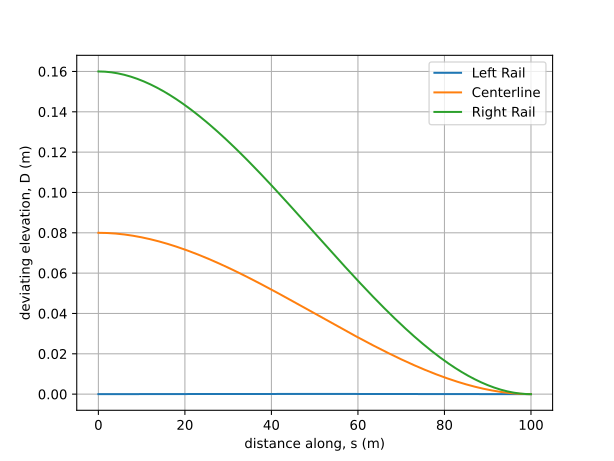 Left Rail
Centerline
Right Rail
0.16
0.14
0.12
0.10
0.08
0.06
0.04
0.02
0.00
deviating elevation, D (m)
0 20 40 60 80 100
distance along, s (m)